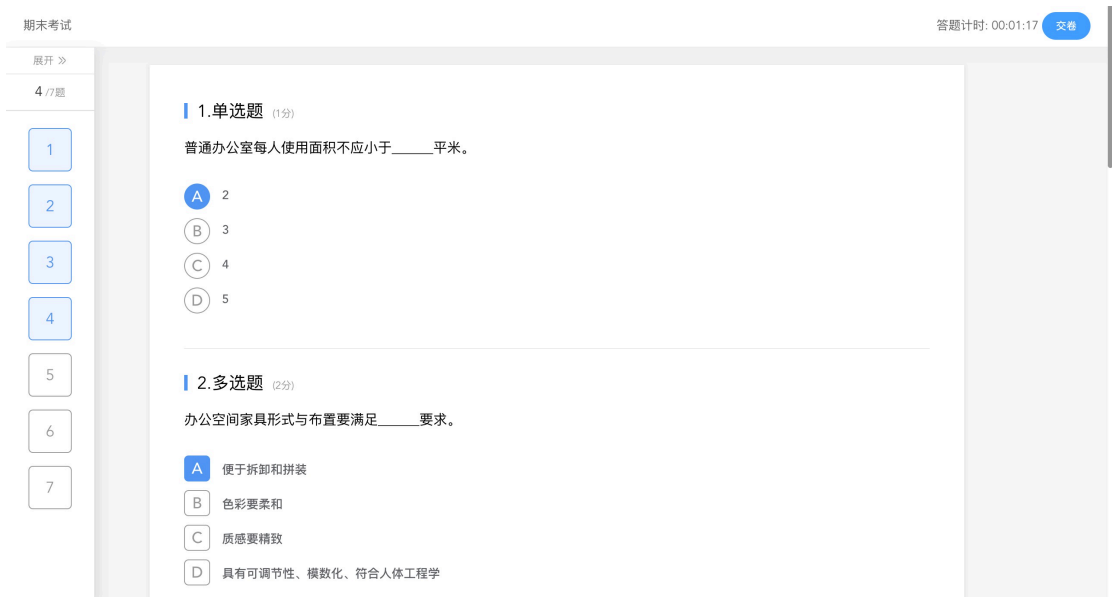 期末考试
答题计时: 00:01:17 交卷
展开 »
4 /7题
1
2
3
4
5
6
7
1.单选题 (1分)
普通办公室每人使用面积不应小于______平米。
A 2
B 3
C 4
D 5
2.多选题 (2分)
办公空间家具形式与布置要满足______要求。
A 便于拆卸和拼装
B 色彩要柔和
C 质感要精致
D 具有可调节性、模数化、符合人体工程学